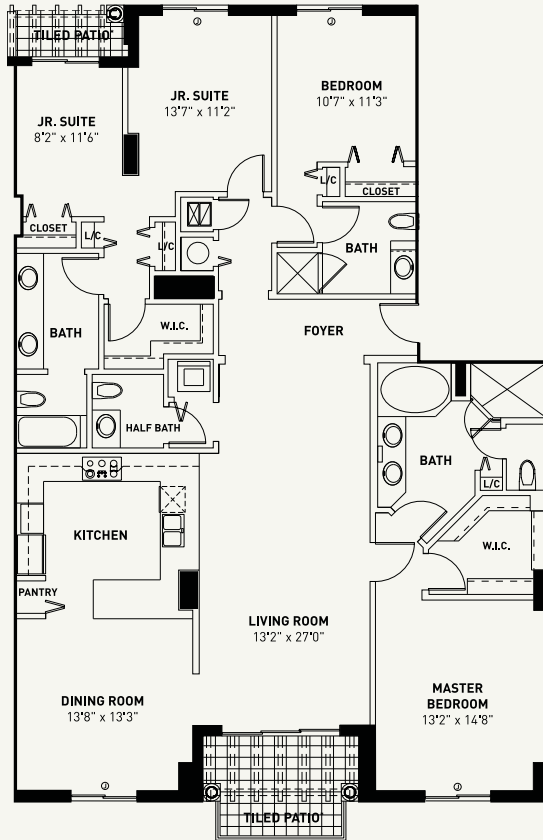 TILED PATIO
JR. SUITE
13'7" x 11'2"
BEDROOM
10'7" x 11'3"
JR. SUITE
8'2" x 11'6"
L/C
CLOSET
CLOSET
L/C
L/C
BATH
W.I.C.
BATH
FOYER
HALF BATH
BATH
L/C
KITCHEN
W.I.C.
PANTRY
LIVING ROOM
13'2" x 27'0"
DINING ROOM
13'8" x 13'3"
MASTER
BEDROOM
13'2" x 14'8"
TILED PATIO